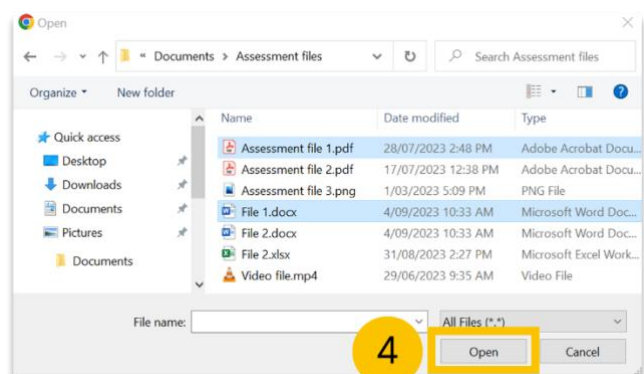 Open
« Documents > Assessment files
Search Assessment files
Organize New folder
Name Date modified Type
Quick access
Desktop
Downloads
Documents
Pictures
Documents
Assessment file 1.pdf 28/07/2023 2:48 PM Adobe Acrobat Docu...
Assessment file 2.pdf 17/07/2023 12:38 PM Adobe Acrobat Docu...
Assessment file 3.png 1/03/2023 5:09 PM PNG File
File 1.docx 4/09/2023 10:33 AM Microsoft Word Doc...
File 2.docx 4/09/2023 10:33 AM Microsoft Word Doc...
File 2.xlsx 31/08/2023 2:27 PM Microsoft Excel Work...
Video file.mp4 29/06/2023 9:35 AM Video File
File name: All Files (*.*)
4 Open Cancel